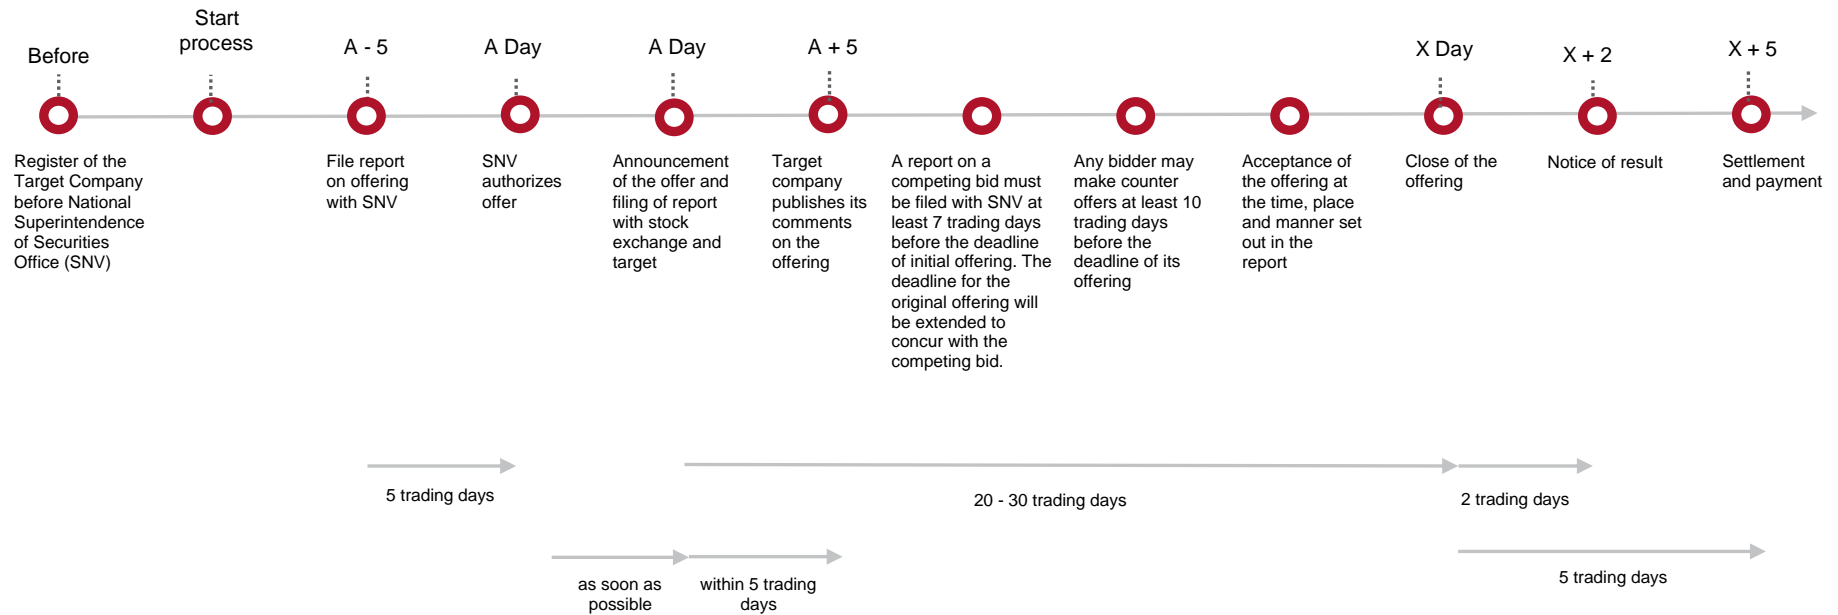 Before
Start
process
A - 5
A Day
A Day
A + 5
X Day
X + 2
X + 5
Register of the
Target Company
before National
Superintendence
of Securities
Office (SNV)
File report
on offering
with SNV
SNV
authorizes
offer
Announcement
of the offer and
filing of report
with stock
exchange and
target
Target
company
publishes its
comments
on the
offering
A report on a
competing bid must
be filed with SNV at
least 7 trading days
before the deadline
of initial offering. The
deadline for the
original offering will
be extended to
concur with the
competing bid.
Any bidder may
make counter
offers at least 10
trading days
before the
deadline of its
offering
Acceptance of
the offering at
the time, place
and manner set
out in the
report
Close of the
offering
Notice of result
Settlement
and payment
5 trading days
20 - 30 trading days
2 trading days
as soon as
possible
within 5 trading
days
5 trading days